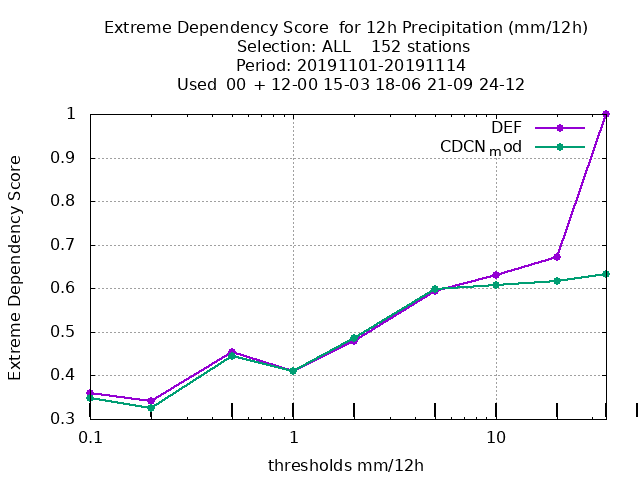 Extreme Dependency Score  for 12h Precipitation (mm/12h)
Selection: ALL    152 stations
Period: 20191101-20191114
Used  00 + 12-00 15-03 18-06 21-09 24-12
DEF
CDCNmod
1
0.9
0.8
0.7
0.6
0.5
0.4
0.3
Extreme Dependency Score
0.1 1 10
thresholds mm/12h